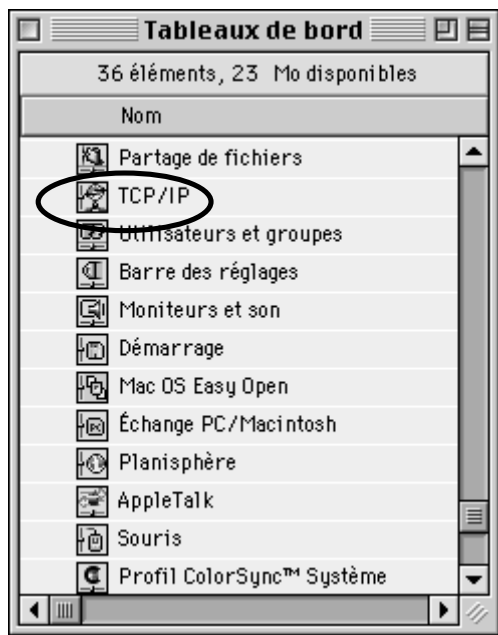 Tableaux de bord
36 éléments, 23 Mo disponibles
Nom
Partage de fichiers
TCP/IP
Utilisateurs et groupes
Barre des réglages
Moniteurs et son
Démarrage
Mac OS Easy Open
Échange PC/Macintosh
Planisphère
AppleTalk
Souris
Profil ColorSync™ Système